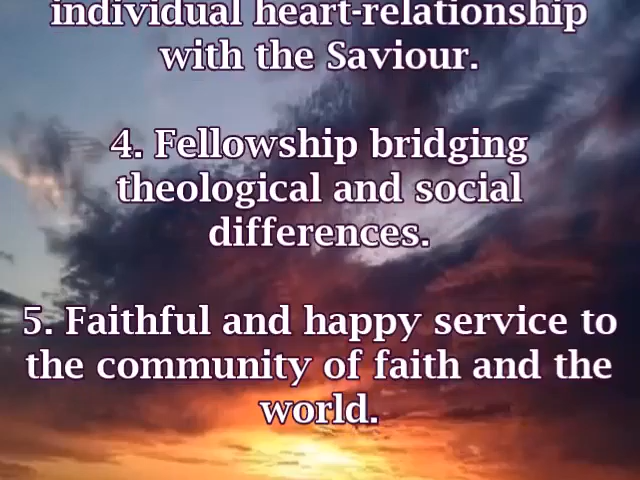 individual heart-relationship
with the Saviour.
4. Fellowship bridging
theological and social
differences.
5. Faithful and happy service to
the community of faith and the
world.